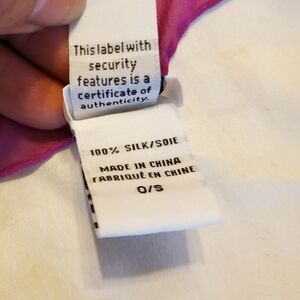 This label with
security
features is a
certificate of
authenticity.
100% SILK/SOIE
MADE IN CHINA
FABRIQUÉ EN CHINE
O/S